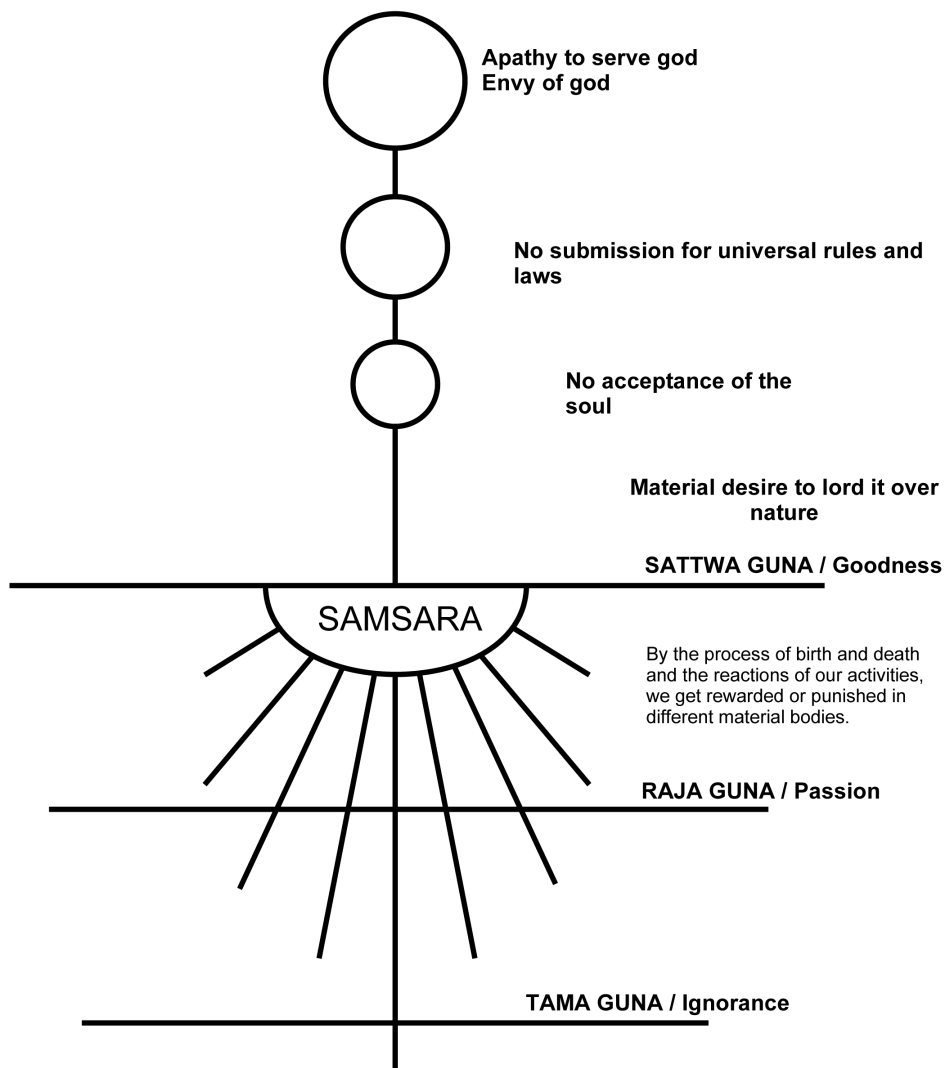 Apathy to serve god
Envy of god
No submission for universal rules and
laws
No acceptance of the
soul
Material desire to lord it over
nature
SATTWA GUNA / Goodness
SAMSARA
By the process of birth and death
and the reactions of our activities,
we get rewarded or punished in
different material bodies.
RAJA GUNA / Passion
TAMA GUNA / Ignorance